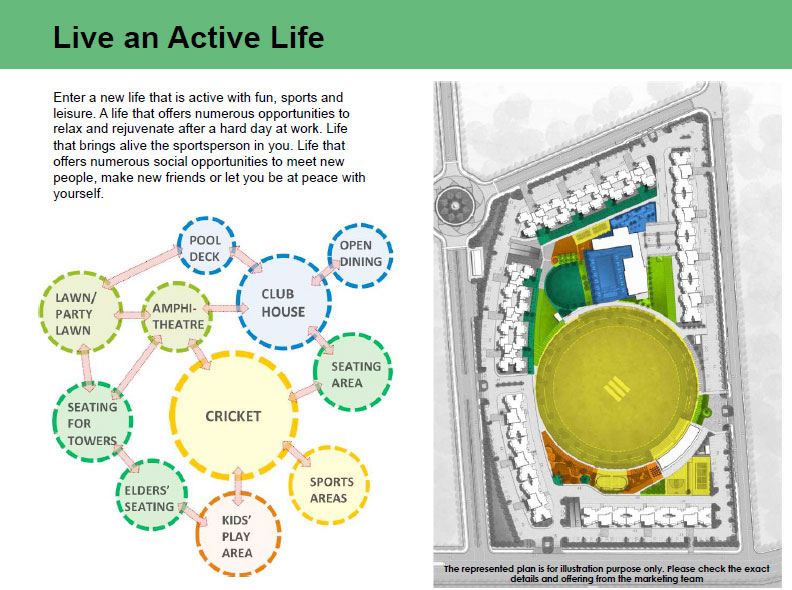 Live an Active Life
Enter a new life that is active with fun, sports and
leisure. A life that offers numerous opportunities to
relax and rejuvenate after a hard day at work. Life
that brings alive the sportsperson in you. Life that
offers numerous social opportunities to meet new
people, make new friends or let you be at peace with
yourself.
POOL
DECK
OPEN
DINING
LAWN/
PARTY
LAWN
AMPHI-
THEATRE
CLUB
HOUSE
SEATING
AREA
SEATING
FOR
TOWERS
CRICKET
ELDERS'
SEATING
SPORTS
AREAS
KIDS'
PLAY
AREA
The represented plan is for illustration purpose only. Please check the exact
details and offering from the marketing team